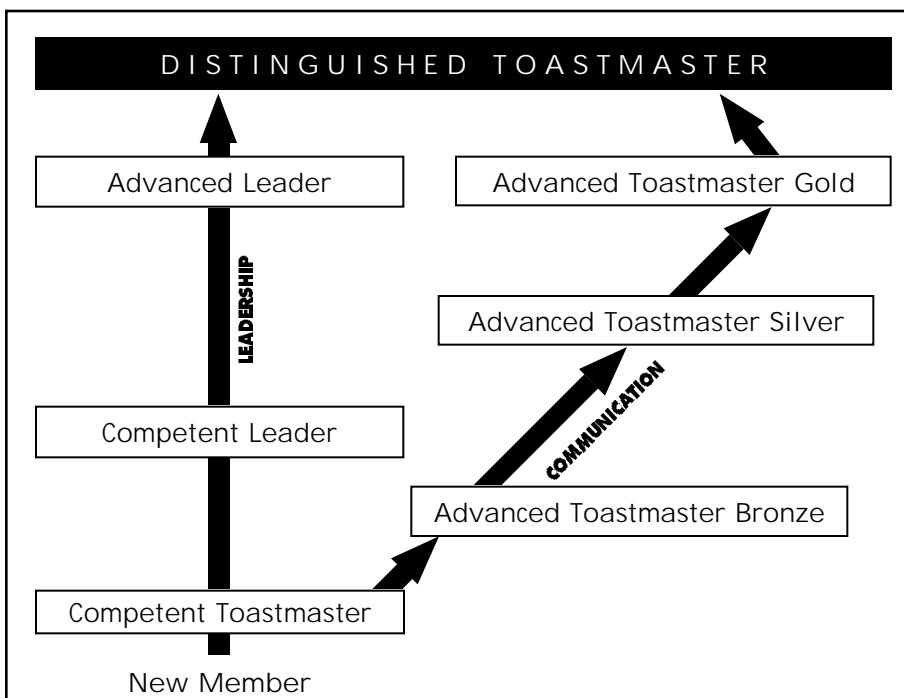 DISTINGUISHED TOASTMASTER
Advanced Leader
Advanced Toastmaster Gold
LEADERSHIP
Advanced Toastmaster Silver
COMMUNICATION
Competent Leader
Advanced Toastmaster Bronze
Competent Toastmaster
New Member